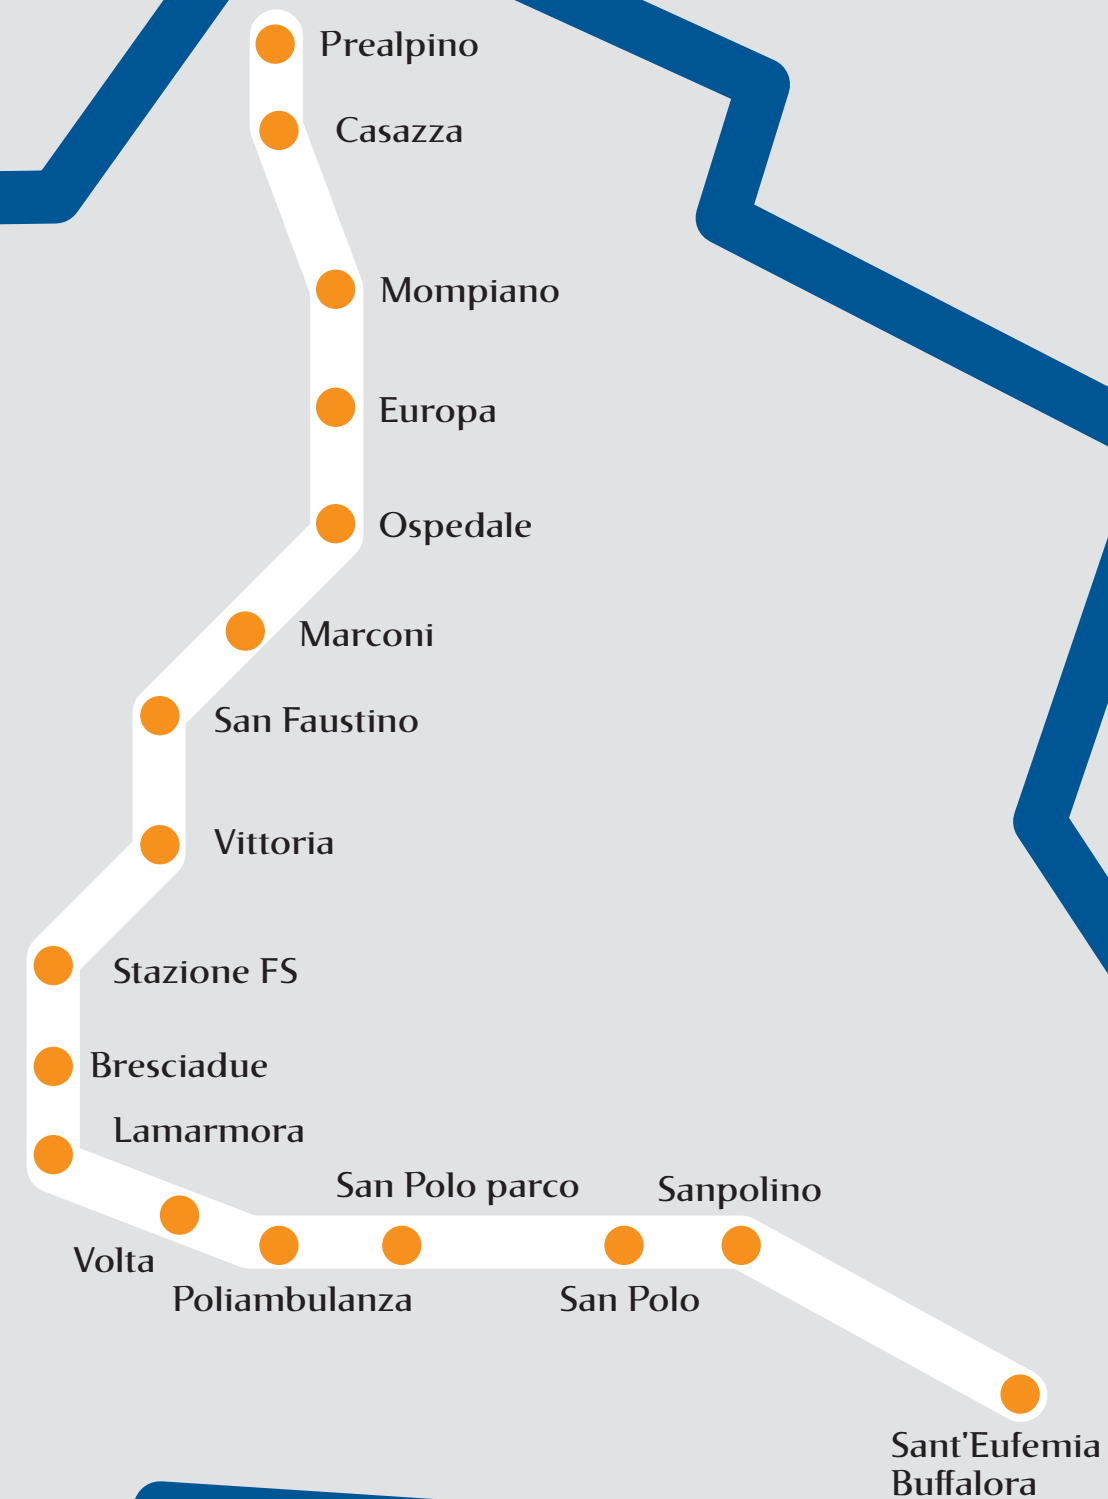 Prealpino
Casazza
Mompiano
Europa
Ospedale
Marconi
San Faustino
Vittoria
Stazione FS
Bresciadue
Lamarmora
Volta
Poliambulanza
San Polo parco
San Polo
Sanpolino
Sant'Eufemia
Buffalora